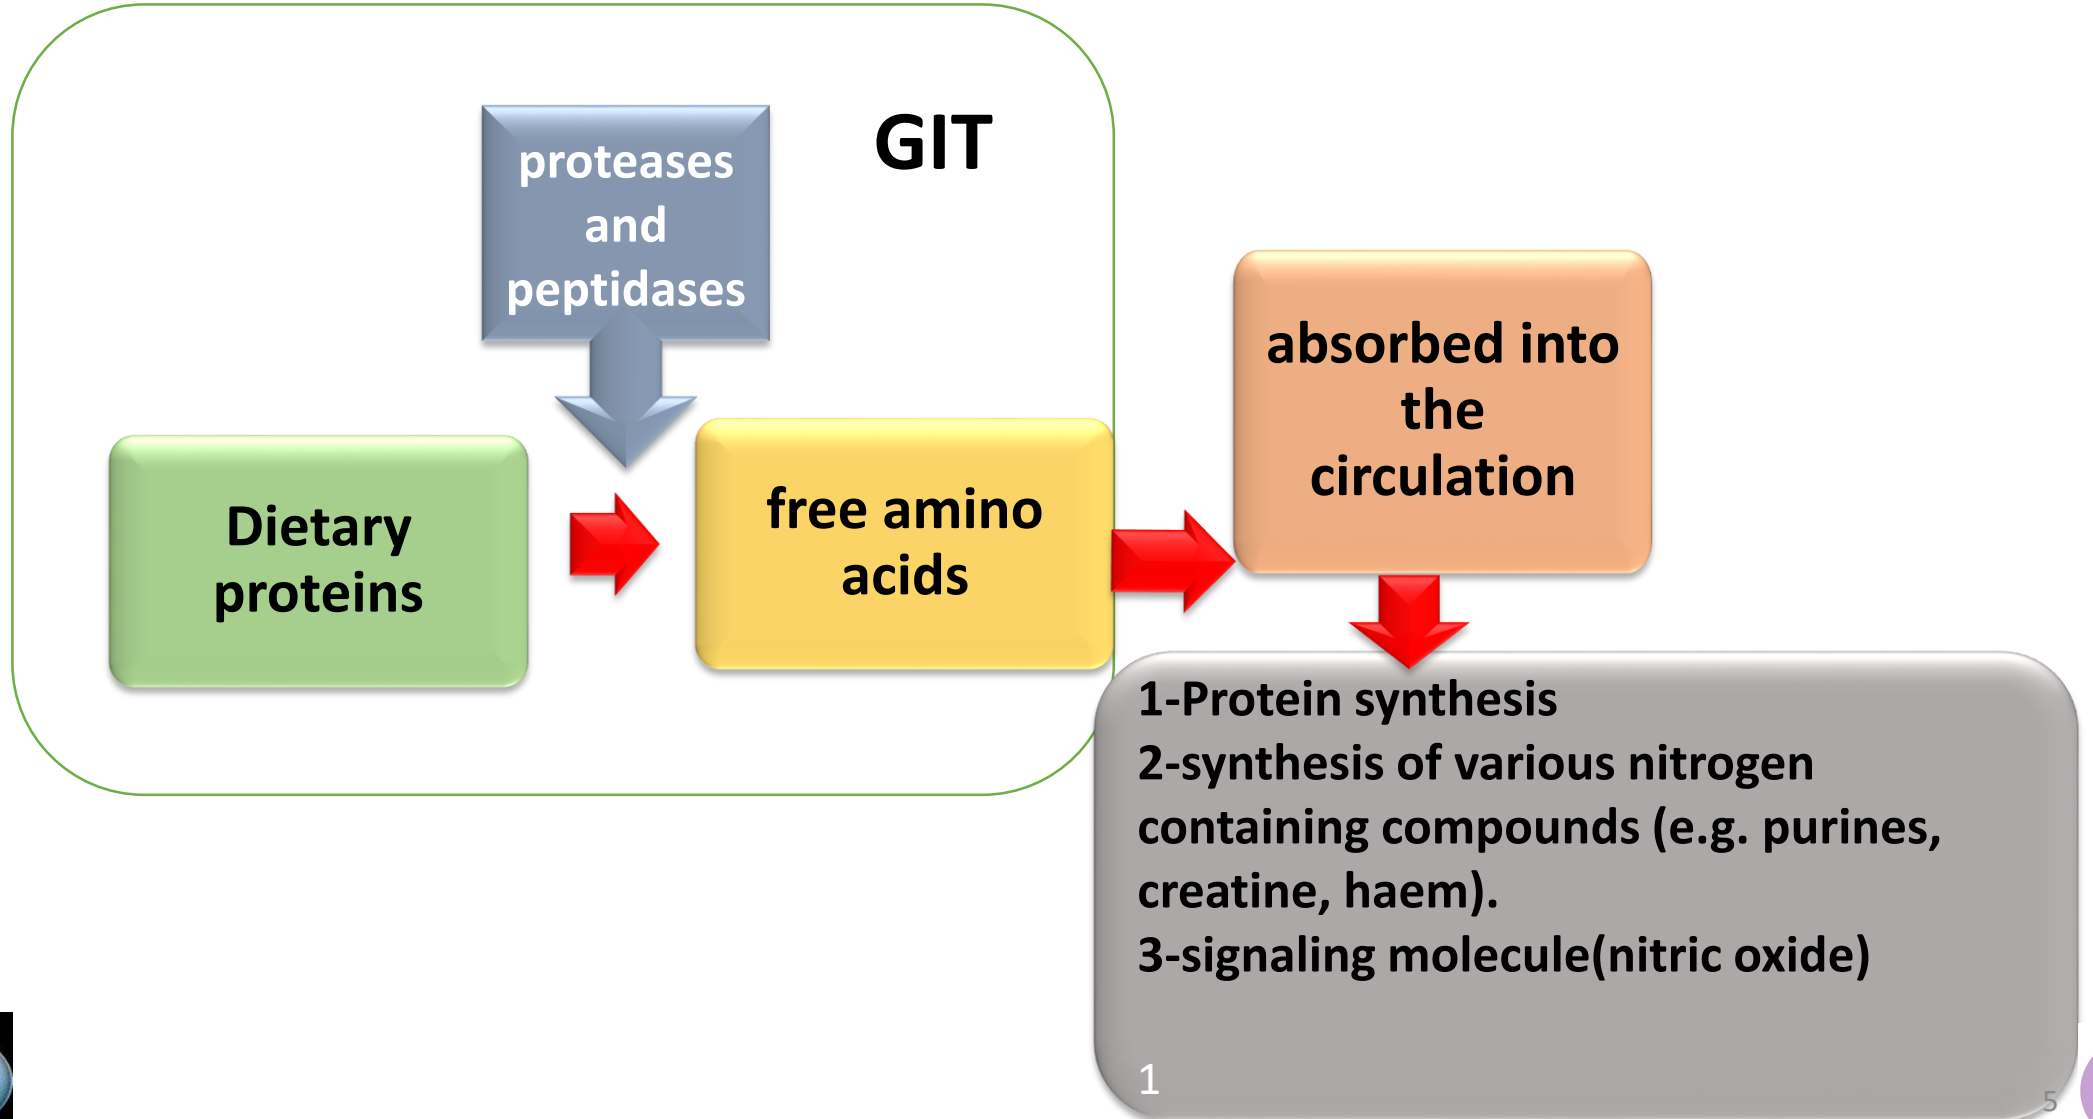 GIT
proteases
and
peptidases
Dietary
proteins
free amino
acids
absorbed into
the
circulation
1-Protein synthesis
2-synthesis of various nitrogen
containing compounds (e.g. purines,
creatine, haem).
3-signaling molecule(nitric oxide)
1
5